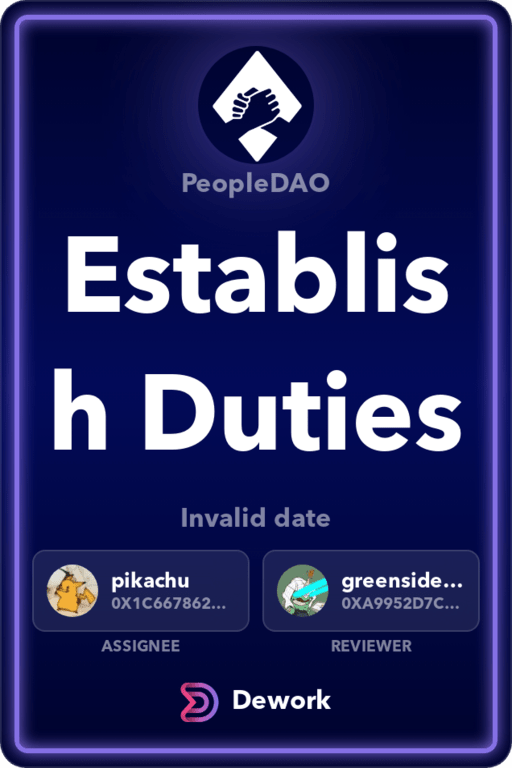 PeopleDAO
Establis
h Duties
Invalid date
pikachu
0X1C667862...
ASSIGNEE
greenside...
0XA9952D7C...
REVIEWER
Dework